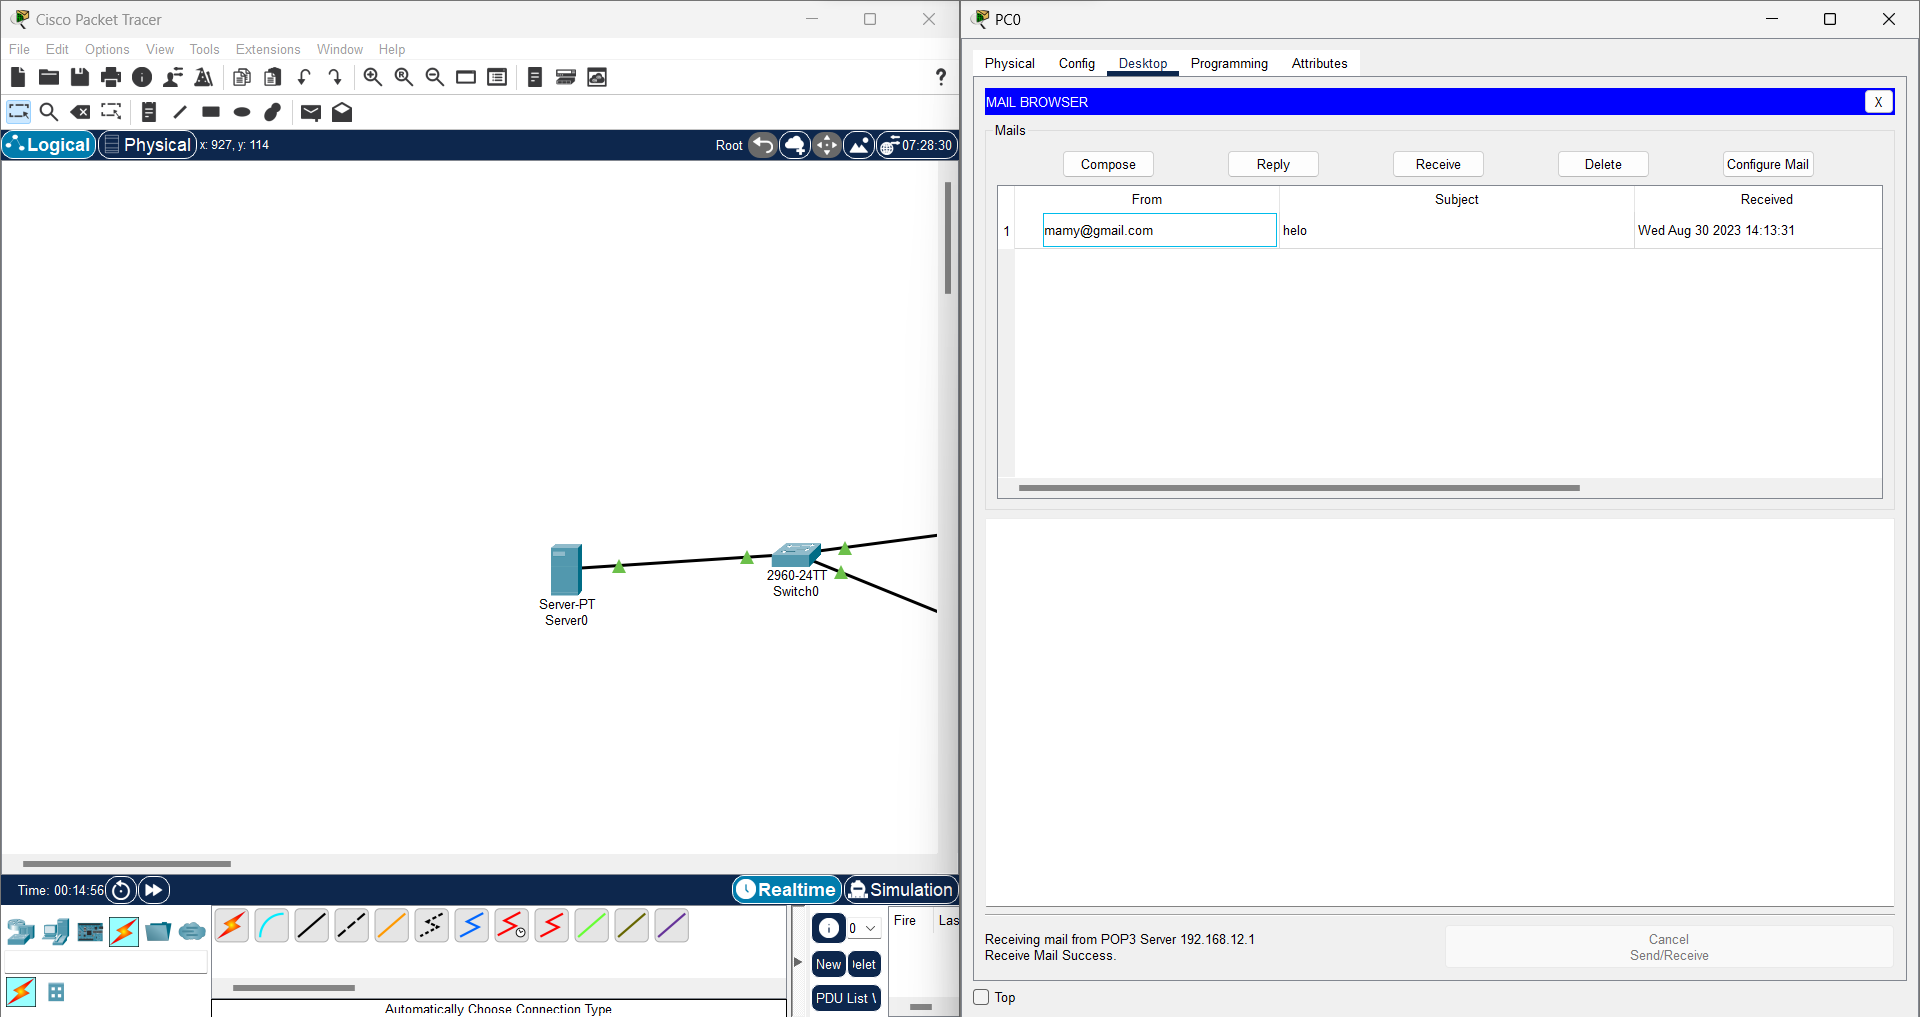 Cisco Packet Tracer
File Edit Options View Tools Extensions Window Help
?
Logical Physical x: 927, y: 114 Root 07:28:30
Server-PT
Server0
2960-24TT
Switch0
Time: 00:14:56 Realtime Simulation
0
Fire Las
New )elet
PDU List \
Automatically Choose Connection Type
PC0
Physical Config Desktop Programming Attributes
MAIL BROWSER X
Mails
Compose Reply Receive Delete Configure Mail
From Subject Received
1 mamy@gmail.com helo Wed Aug 30 2023 14:13:31
Receiving mail from POP3 Server 192.168.12.1
Receive Mail Success.
Cancel
Send/Receive
Top